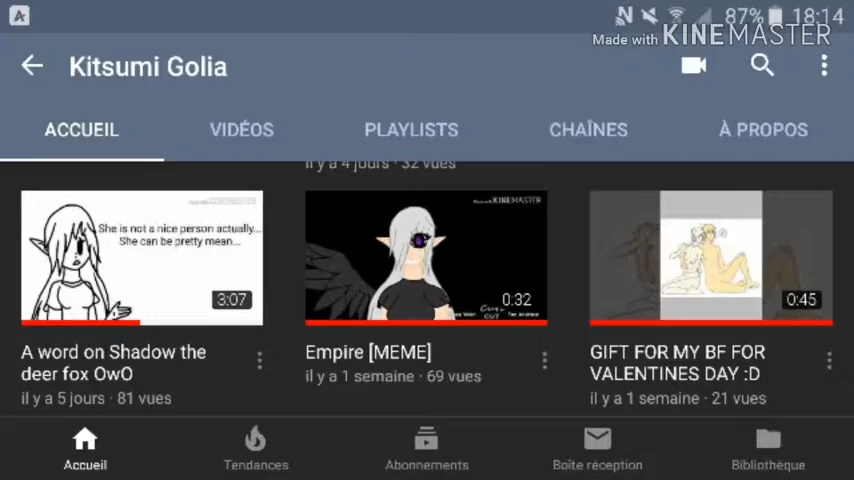 87% 18:14
Made with KINEMASTER
Kitsumi Golia
ACCUEIL VIDÉOS PLAYLISTS CHAÎNES À PROPOS
il y a 4 jours · 32 vues
Made with KINEMASTER
She is not a nice person actually...
She can be pretty mean...
3:07
0:32
0:45
A word on Shadow the
deer fox OwO
il y a 5 jours · 81 vues
Empire [MEME]
il y a 1 semaine · 69 vues
GIFT FOR MY BF FOR
VALENTINES DAY :D
il y a 1 semaine · 21 vues
Accueil Tendances Abonnements Boîte réception Bibliothèque